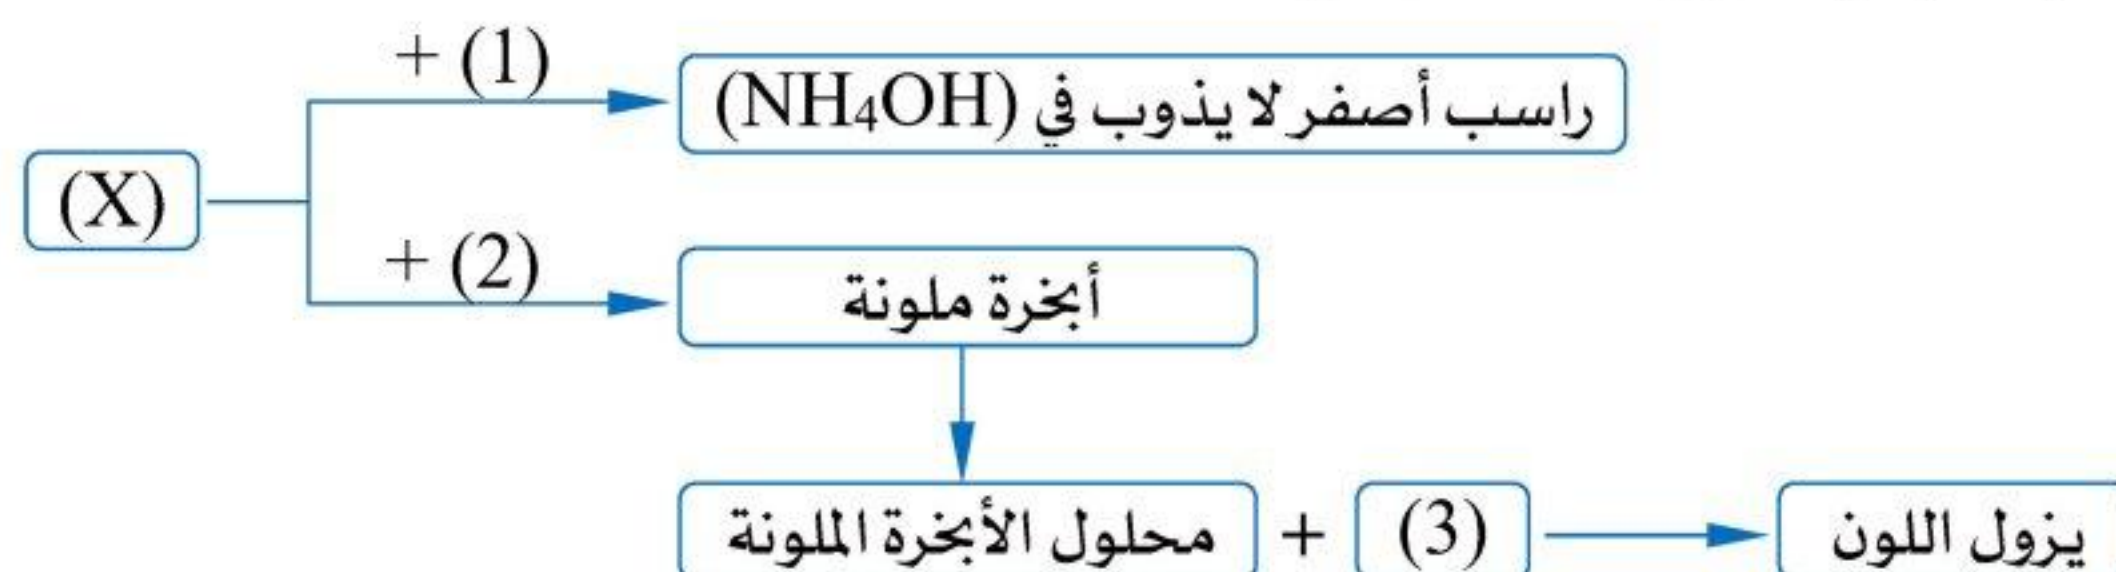 + (1)
راسب أصفر لا يذوب في (NH₄OH)
(X)
+ (2)
أبخرة ملونة
محلول الأبخرة الملونة + (3)
يزول اللون